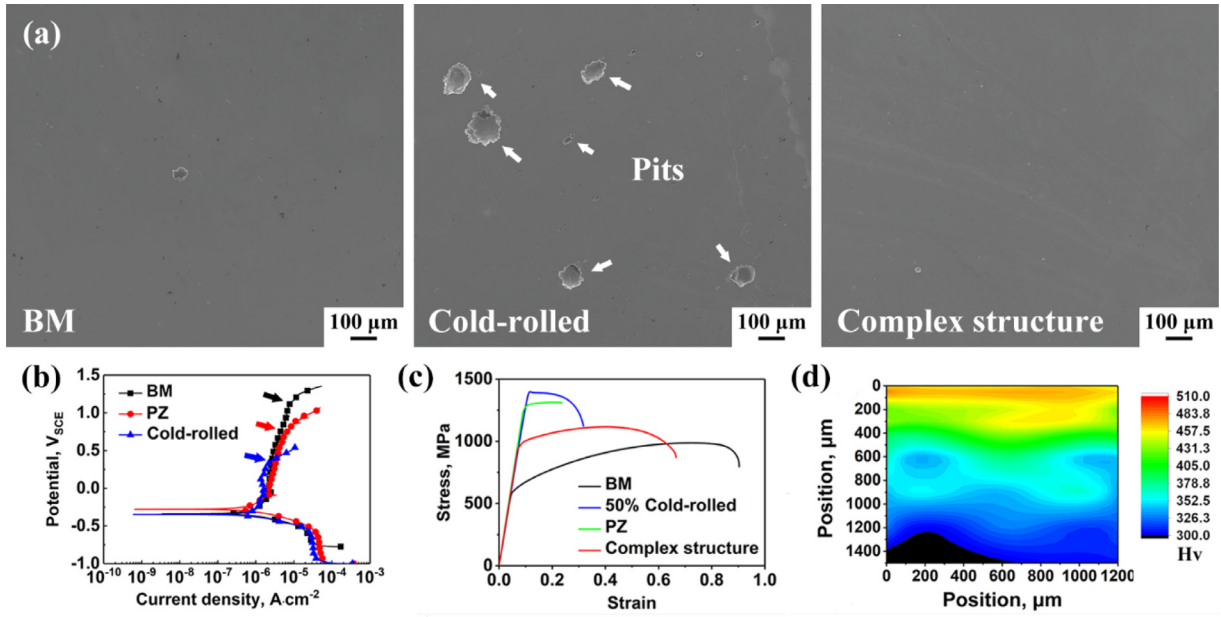 (a)
BM
100 μm
Pits
Cold-rolled
100 μm
Complex structure
100 μm
(b)
1.5
1.0
0.5
0.0
-0.5
-1.0
Potential, V_SCE
BM
PZ
Cold-rolled
10^-10 10^-9 10^-8 10^-7 10^-6 10^-5 10^-4 10^-3
Current density, A·cm^-2
(c)
1500
1000
500
0
Stress, MPa
BM
50% Cold-rolled
PZ
Complex structure
0.0 0.2 0.4 0.6 0.8 1.0
Strain
(d)
0
200
400
600
800
1000
1200
1400
Position, μm
0 200 400 600 800 1000 1200
Position, μm
510.0
483.8
457.5
431.3
405.0
378.8
352.5
326.3
300.0
Hv